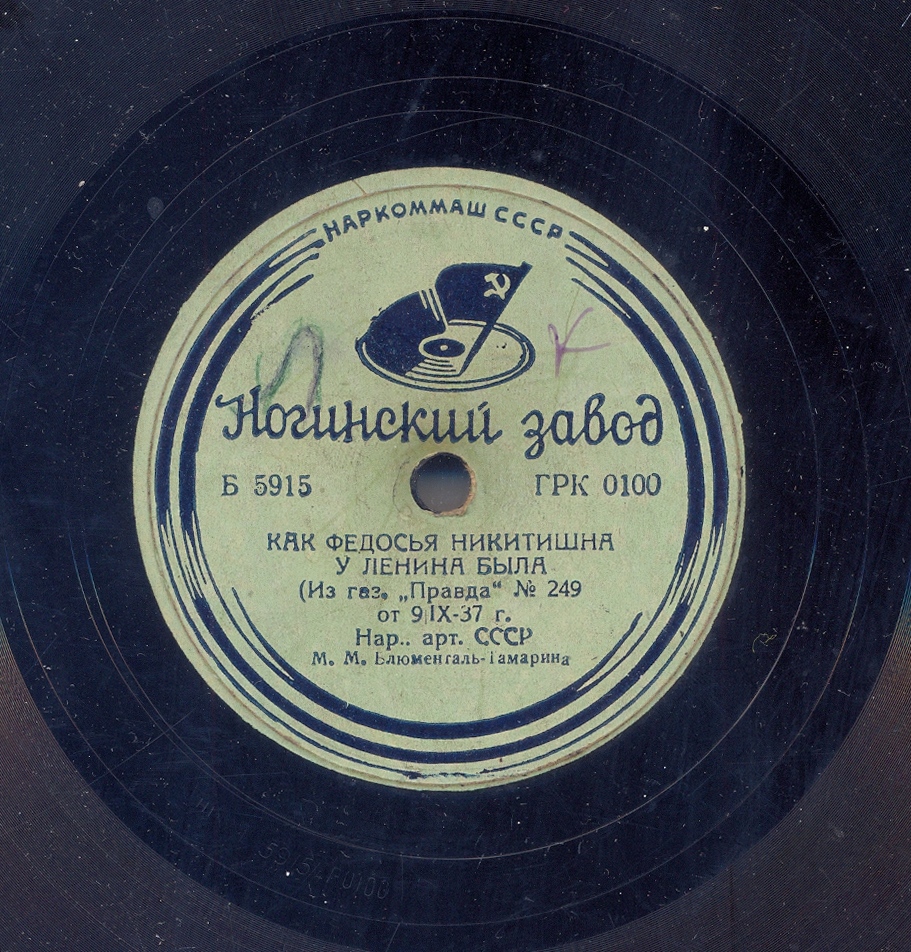 НАРКОММАШ СССР
К
Ногинский завод
Б 5915 ГРК 0100
КАК ФЕДОСЬЯ НИКИТИШНА
У ЛЕНИНА БЫЛА
(Из газ. „Правда“ № 249
от 9/IX-37 г.
Нар.. арт. СССР
М. М. Блюменталь-Тамарина